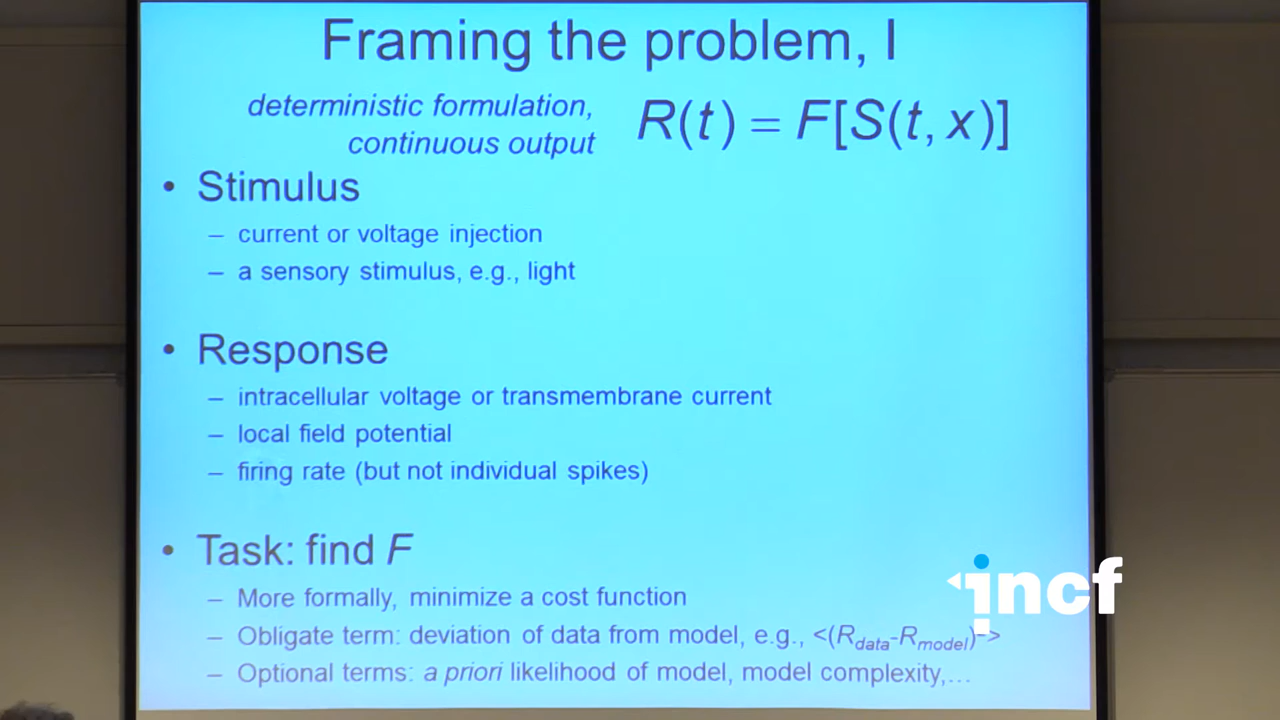 Framing the problem, I
deterministic formulation,
continuous output
R(t) = F[S(t, x)]
• Stimulus
– current or voltage injection
– a sensory stimulus, e.g., light
• Response
– intracellular voltage or transmembrane current
– local field potential
– firing rate (but not individual spikes)
• Task: find F
– More formally, minimize a cost function
– Obligate term: deviation of data from model, e.g., <(Rdata-Rmodel) >
– Optional terms: a priori likelihood of model, model complexity,…
incf